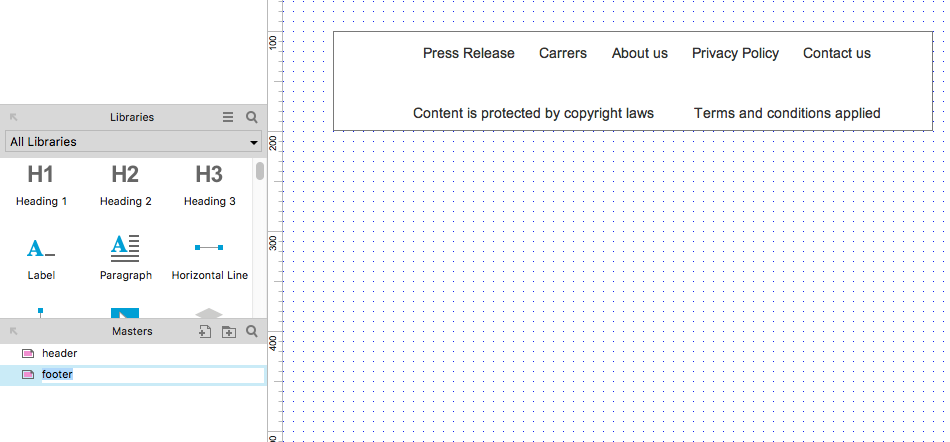 100
Press Release Carrers About us Privacy Policy Contact us
Libraries
Content is protected by copyright laws Terms and conditions applied
All Libraries
200
H1 H2 H3
Heading 1 Heading 2 Heading 3
300
A A
Label Paragraph Horizontal Line
Masters
400
header
footer